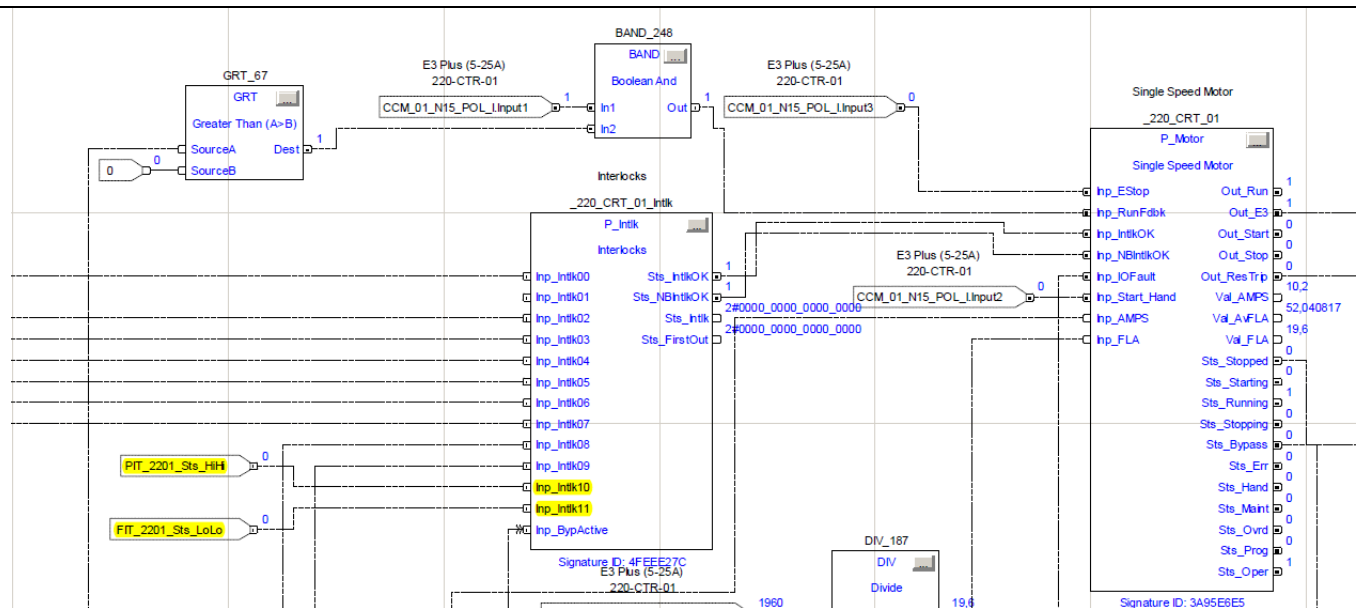 BAND_248
BAND
...
Boolean And
In1
Out
1
In2
E3 Plus (5-25A)
220-CTR-01
CCM_01_N15_POL_I.Input1
1
E3 Plus (5-25A)
220-CTR-01
CCM_01_N15_POL_I.Input3
0
GRT_67
GRT
...
Greater Than (A>B)
SourceA
Dest
1
SourceB
0
0
Single Speed Motor
_220_CRT_01
P_Motor
...
Single Speed Motor
Inp_EStop
Out_Run
1
Inp_RunFdbk
Out_E3
1
Inp_IntlkOK
Out_Start
0
Inp_NBIntlkOK
Out_Stop
0
Inp_IOFault
Out_ResTrip
0
Inp_Start_Hand
Val_AMPS
10,2
Inp_AMPS
Val_AvFLA
52,040817
Inp_FLA
Val_FLA
19,6
Sts_Stopped
0
Sts_Starting
0
Sts_Running
1
Sts_Stopping
0
Sts_Bypass
0
Sts_Err
0
Sts_Hand
0
Sts_Maint
0
Sts_Ovrd
0
Sts_Prog
0
Sts_Oper
1
Signature ID: 3A95E6E5
Interlocks
_220_CRT_01_Intlk
P_Intlk
...
Interlocks
Inp_Intlk00
Sts_IntlkOK
1
Inp_Intlk01
Sts_NBIntlkOK
1
Inp_Intlk02
Sts_Intlk
2#0000_0000_0000_0000
Inp_Intlk03
Sts_FirstOut
2#0000_0000_0000_0000
Inp_Intlk04
Inp_Intlk05
Inp_Intlk06
Inp_Intlk07
Inp_Intlk08
Inp_Intlk09
Inp_Intlk10
Inp_Intlk11
Inp_BypActive
Signature ID: 4FEEE27C
E3 Plus (5-25A)
220-CTR-01
CCM_01_N15_POL_I.Input2
0
PIT_2201_Sts_HiHi
0
FIT_2201_Sts_LoLo
0
E3 Plus (5-25A)
220-CTR-01
1960
DIV_187
DIV
...
Divide
19,6